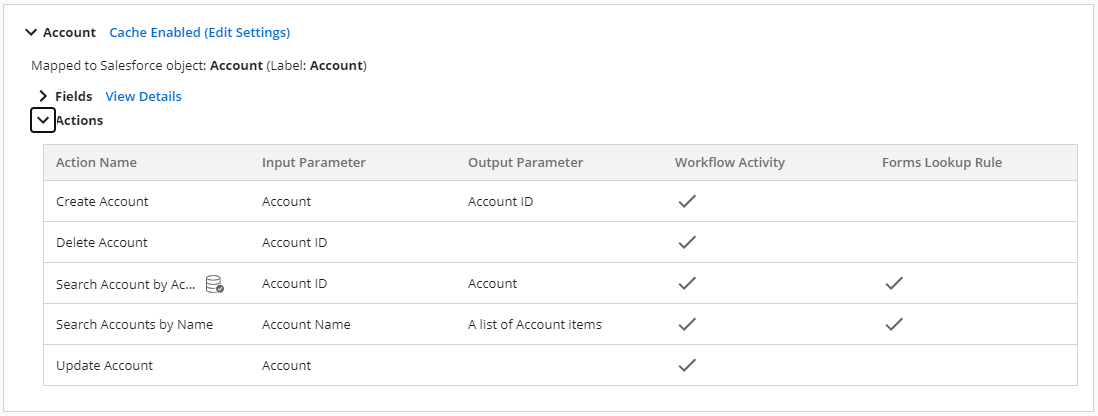 Account Cache Enabled (Edit Settings)
Mapped to Salesforce object: Account (Label: Account)
Fields View Details
Actions
Action Name Input Parameter Output Parameter Workflow Activity Forms Lookup Rule
Create Account Account Account ID
Delete Account Account ID
Search Account by Ac... Account ID Account
Search Accounts by Name Account Name A list of Account items
Update Account Account